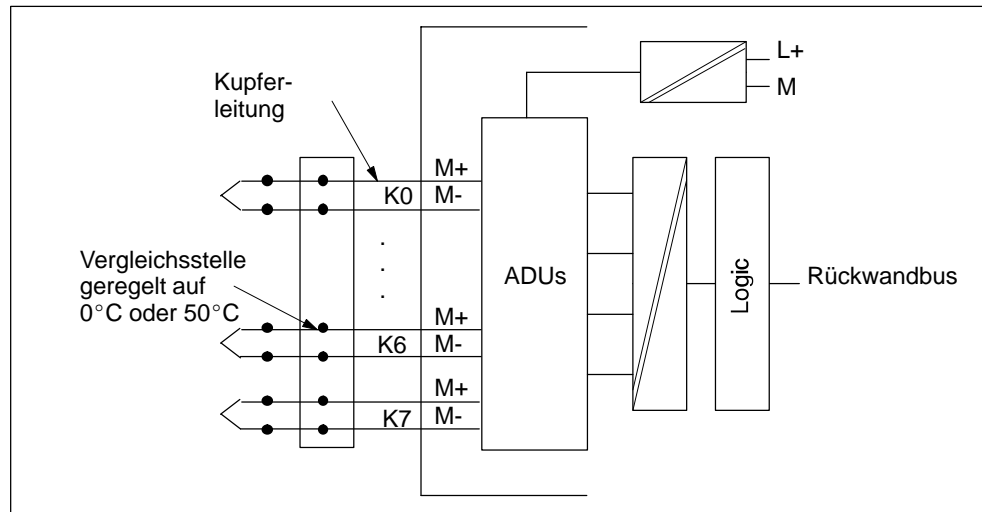 L+
M
Kupfer-
leitung
M+
K0 M-
.
.
.
Vergleichsstelle
geregelt auf
0°C oder 50°C
ADUs
Logic
Rückwandbus
M+
K6 M-
M+
K7 M-